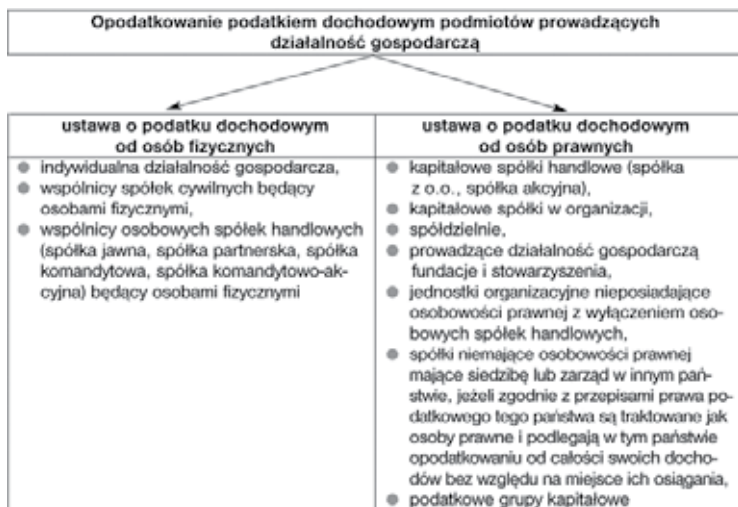 Opodatkowanie podatkiem dochodowym podmiotów prowadzących
działalność gospodarczą
ustawa o podatku dochodowym
od osób fizycznych
● indywidualna działalność gospodarcza,
● wspólnicy spółek cywilnych będący
osobami fizycznymi,
● wspólnicy osobowych spółek handlowych
(spółka jawna, spółka partnerska, spółka
komandytowa, spółka komandytowo-ak-
cyjna) będący osobami fizycznymi
ustawa o podatku dochodowym
od osób prawnych
● kapitałowe spółki handlowe (spółka
z o.o., spółka akcyjna),
● kapitałowe spółki w organizacji,
● spółdzielnie,
● prowadzące działalność gospodarczą
fundacje i stowarzyszenia,
● jednostki organizacyjne nieposiadające
osobowości prawnej z wyłączeniem oso-
bowych spółek handlowych,
● spółki niemające osobowości prawnej
mające siedzibę lub zarząd w innym pań-
stwie, jeżeli zgodnie z przepisami prawa po-
datkowego tego państwa są traktowane jak
osoby prawne i podlegają w tym państwie
opodatkowaniu od całości swoich docho-
dów bez względu na miejsce ich osiągania,
● podatkowe grupy kapitałowe